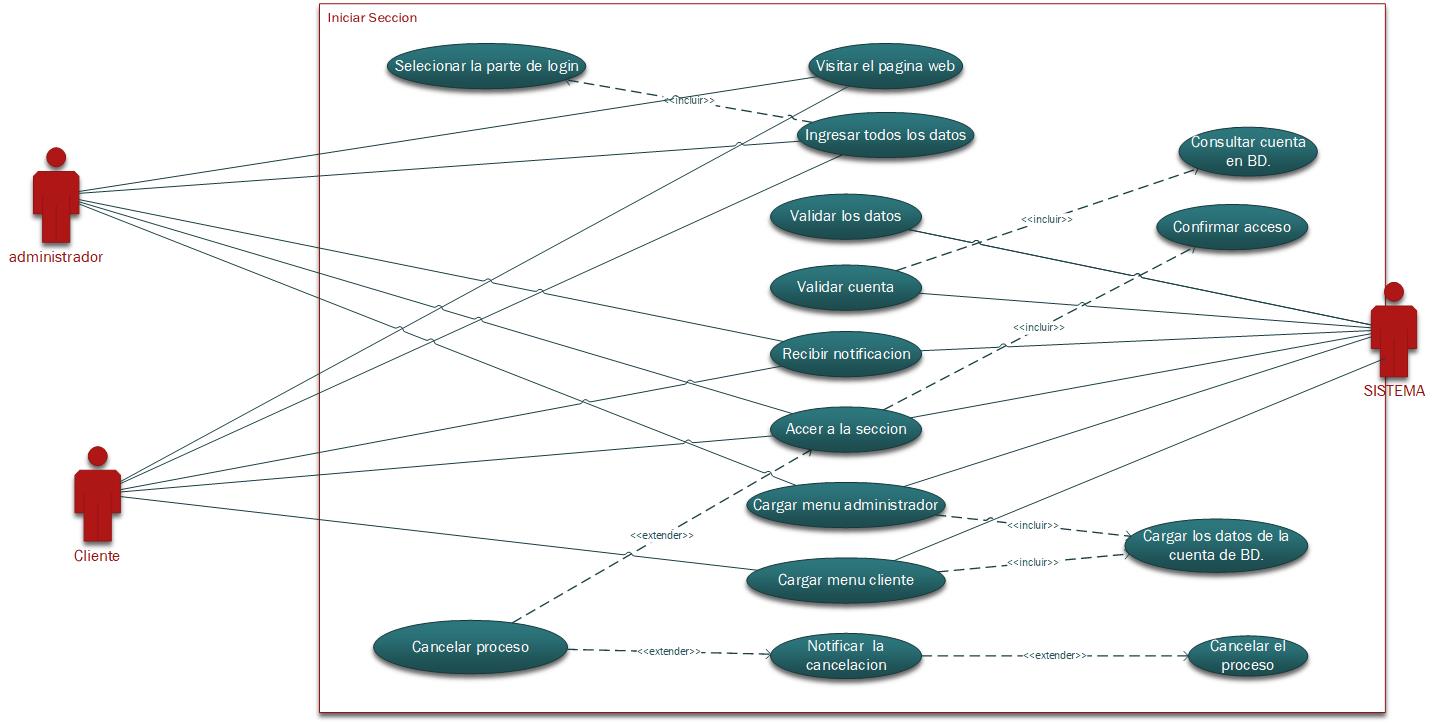 Iniciar Seccion
Selecionar la parte de login
Visitar el pagina web
<<incluir>>
Ingresar todos los datos
Consultar cuenta
en BD.
administrador
Validar los datos
<<incluir>>
Confirmar acceso
Validar cuenta
<<incluir>>
Recibir notificacion
SISTEMA
Accer a la seccion
Cargar menu administrador
<<incluir>>
<<extender>>
Cargar los datos de la
cuenta de BD.
Cliente
<<incluir>>
Cargar menu cliente
Cancelar proceso
<<extender>>
Notificar la
cancelacion
<<extender>>
Cancelar el
proceso